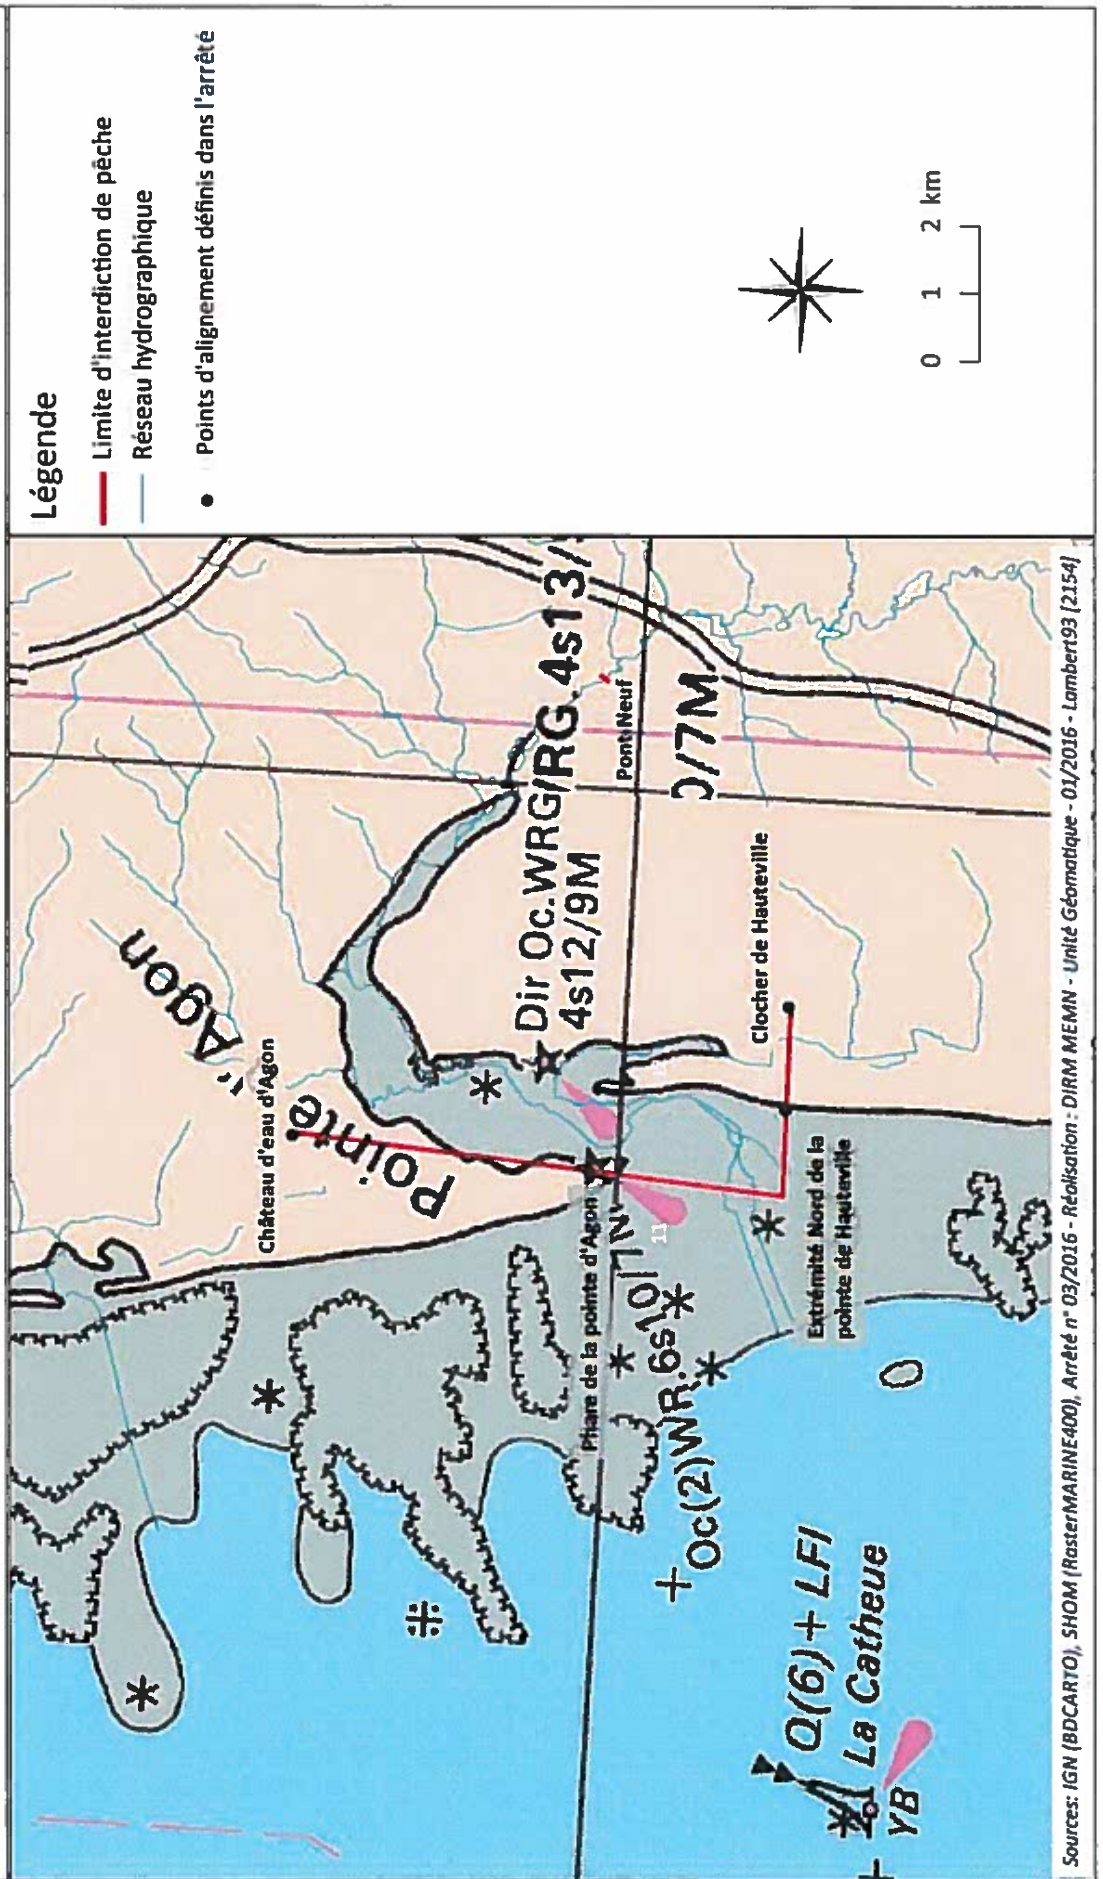 Légende
Limite d'interdiction de pêche
Réseau hydrographique
Points d'alignement définis dans l'arrêté
0 1 2 km
Pointe d'Agon
Château d'eau d'Agon
Dir Oc.WRG/RG.4s13/
4s12/9M
Pont Neuf
/7M
Clocher de Hauteville
Phare de la pointe d'Agon
11
Oc(2)WR.6s10
Extrémité Nord de la
pointe de Hauteville
Q(6)+LFl
La Catheue
YB
Sources: IGN (BDCARTO), SHOM (RasterMARINE400), Arrêté n° 03/2016 - Réalisation : DIRM MEMN - Unité Géomatique - 01/2016 - Lambert93 [2154]